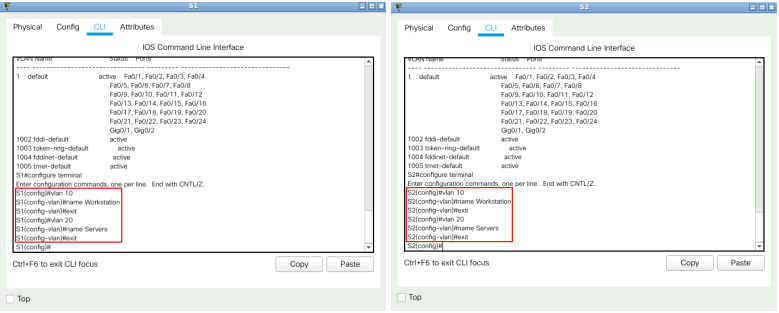 S1
Physical Config CLI Attributes
IOS Command Line Interface
VLAN Name Status Ports
---- -------------------------------- --------- -------------------------------
1 default active Fa0/1, Fa0/2, Fa0/3, Fa0/4
Fa0/5, Fa0/6, Fa0/7, Fa0/8
Fa0/9, Fa0/10, Fa0/11, Fa0/12
Fa0/13, Fa0/14, Fa0/15, Fa0/16
Fa0/17, Fa0/18, Fa0/19, Fa0/20
Fa0/21, Fa0/22, Fa0/23, Fa0/24
Gig0/1, Gig0/2
1002 fddi-default active
1003 token-ring-default active
1004 fddinet-default active
1005 trnet-default active
S1#configure terminal
Enter configuration commands, one per line. End with CNTL/Z.
S1(config)#vlan 10
S1(config-vlan)#name Workstation
S1(config-vlan)#exit
S1(config)#vlan 20
S1(config-vlan)#name Servers
S1(config-vlan)#exit
S1(config)#
Ctrl+F6 to exit CLI focus
Copy Paste
Top
S2
Physical Config CLI Attributes
IOS Command Line Interface
VLAN Name Status Ports
---- -------------------------------- --------- -------------------------------
1 default active Fa0/1, Fa0/2, Fa0/3, Fa0/4
Fa0/5, Fa0/6, Fa0/7, Fa0/8
Fa0/9, Fa0/10, Fa0/11, Fa0/12
Fa0/13, Fa0/14, Fa0/15, Fa0/16
Fa0/17, Fa0/18, Fa0/19, Fa0/20
Fa0/21, Fa0/22, Fa0/23, Fa0/24
Gig0/1, Gig0/2
1002 fddi-default active
1003 token-ring-default active
1004 fddinet-default active
1005 trnet-default active
S2#configure terminal
Enter configuration commands, one per line. End with CNTL/Z.
S2(config)#vlan 10
S2(config-vlan)#name Workstation
S2(config-vlan)#exit
S2(config)#vlan 20
S2(config-vlan)#name Servers
S2(config-vlan)#exit
S2(config)#
Ctrl+F6 to exit CLI focus
Copy Paste
Top